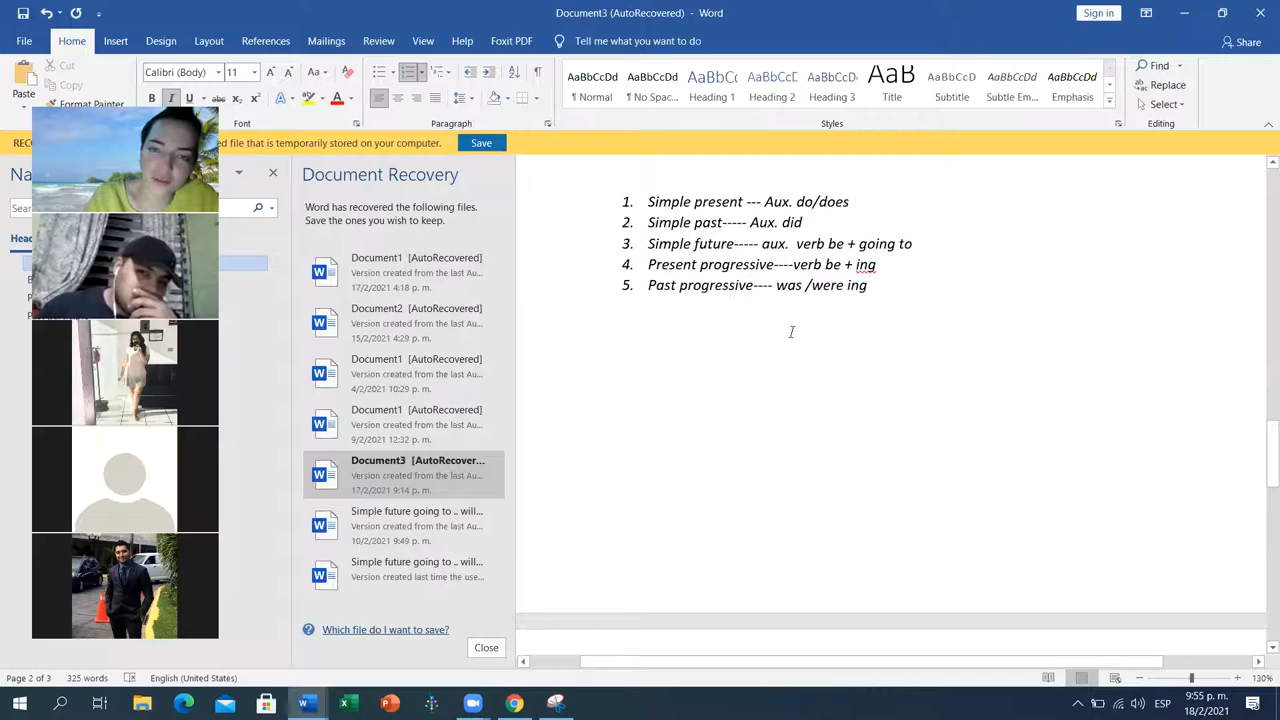 Document3 [AutoRecovered] - Word
Sign in
File Home Insert Draw Design Layout References Mailings Review View Help Foxit PDF Tell me what you want to do Share
Cut
Copy
Format Painter
Paste
Calibri (Body) 11
Font
Paragraph
AaBbCcDd AaBbCcDd AaBbC AaBbCc AaBbCcD AaB AaBbCcD AaBbCcDd AaBbCcDd
¶ Normal ¶ No Spac... Heading 1 Heading 2 Heading 3 Title Subtitle Subtle Em... Emphasis
Styles
Find
Replace
Select
Editing
ed file that is temporarily stored on your computer. Save
Document Recovery
Word has recovered the following files.
Save the ones you wish to keep.
Document1 [AutoRecovered]
Version created from the last Au...
17/2/2021 4:18 p. m.
Document2 [AutoRecovered]
Version created from the last Au...
15/2/2021 4:29 p. m.
Document1 [AutoRecovered]
Version created from the last Au...
4/2/2021 10:29 p. m.
Document1 [AutoRecovered]
Version created from the last Au...
9/2/2021 12:32 p. m.
Document3 [AutoRecover...
Version created from the last Au...
17/2/2021 9:14 p. m.
Simple future going to .. will...
Version created from the last Au...
10/2/2021 9:49 p. m.
Simple future going to .. will...
Version created last time the use...
Which file do I want to save?
Close
1. Simple present --- Aux. do/does
2. Simple past----- Aux. did
3. Simple future----- aux. verb be + going to
4. Present progressive----verb be + ing
5. Past progressive---- was /were ing
Page 2 of 3 325 words English (United States) 130%
ESP 9:55 p. m.
18/2/2021